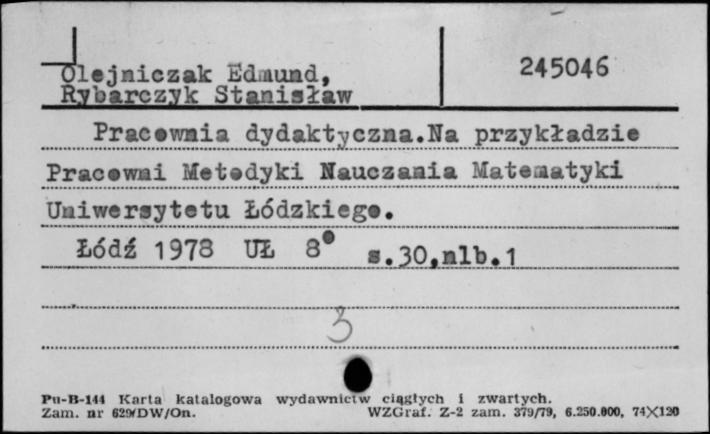 Olejniczak Edmund,
245046
Rybarczyk Stanisław
Pracownia dydaktyczna.Na przykładzie
Pracowni Metodyki Nauczania Matematyki
Uniwersytetu Łódzkiego.
Łódź 1978 UŁ 8° s.30,nlb.1
3
Pu-B-144 Karta katalogowa wydawnictw ciągłych i zwartych.
Zam. nr 629/DW/On. WZGraf. Z-2 zam. 379/79, 6.250.000, 74X120